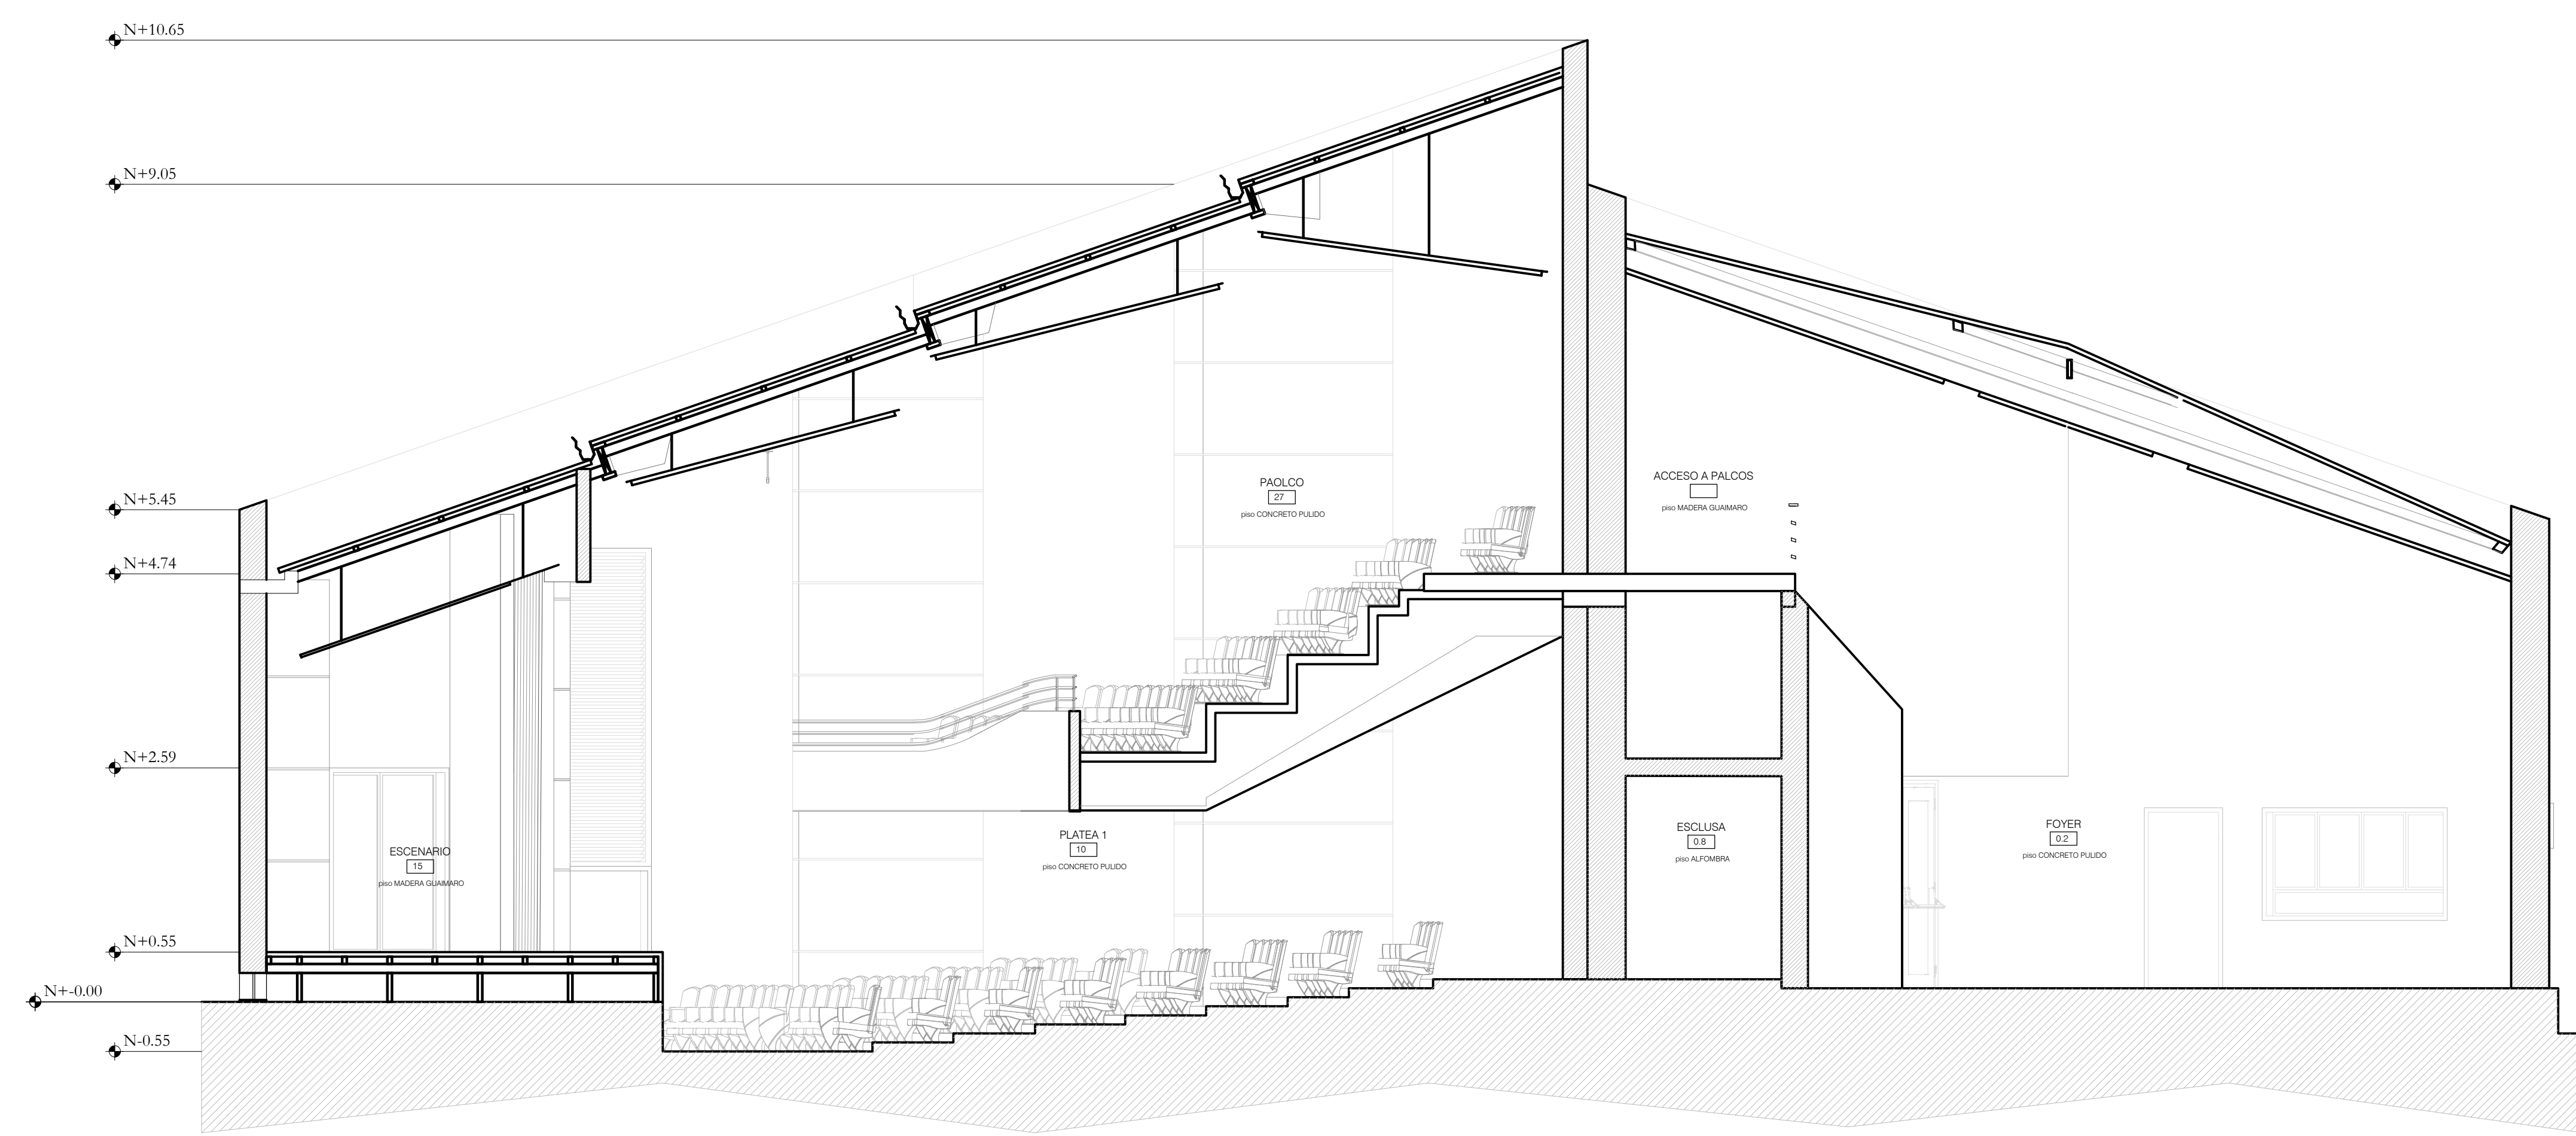 N+10.65
N+9.05
N+5.45
N+4.74
N+2.59
N+0.55
N+-0.00
N-0.55
PAOLCO
27
piso CONCRETO PULIDO
ACCESO A PALCOS
piso MADERA GUAIMARO
ESCENARIO
15
piso MADERA GUAIMARO
PLATEA 1
10
piso CONCRETO PULIDO
ESCLUSA
0.8
piso ALFOMBRA
FOYER
0.2
piso CONCRETO PULIDO